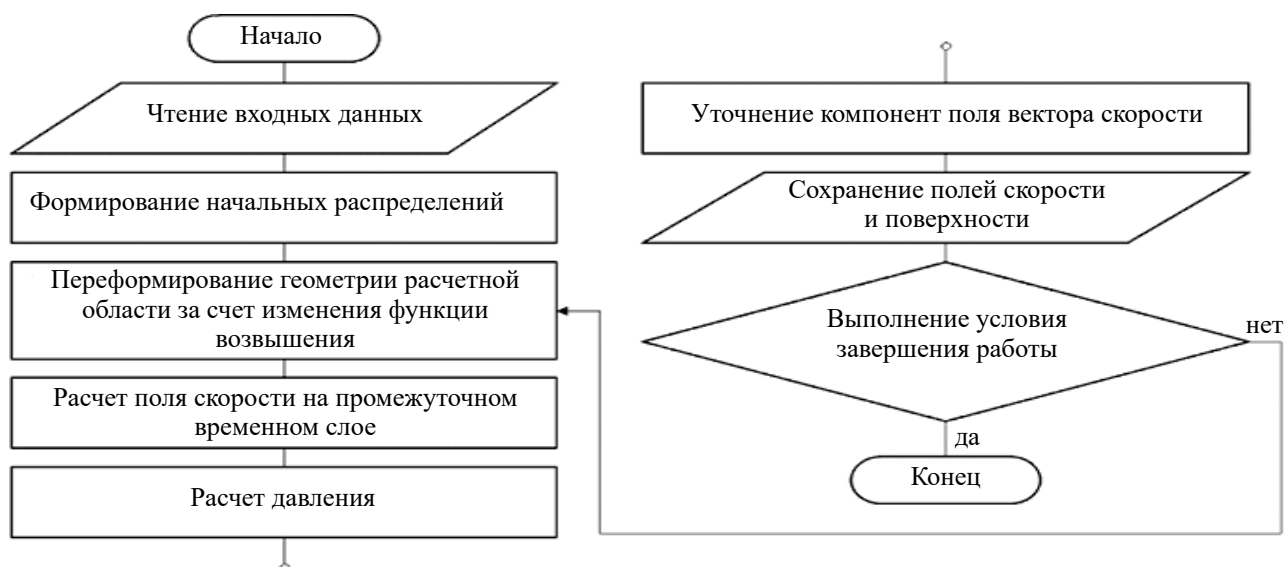 Начало
Чтение входных данных
Формирование начальных распределений
Переформирование геометрии расчетной
области за счет изменения функции
возвышения
Расчет поля скорости на промежуточном
временном слое
Расчет давления
Уточнение компонент поля вектора скорости
Сохранение полей скорости
и поверхности
Выполнение условия
завершения работы
нет
да
Конец